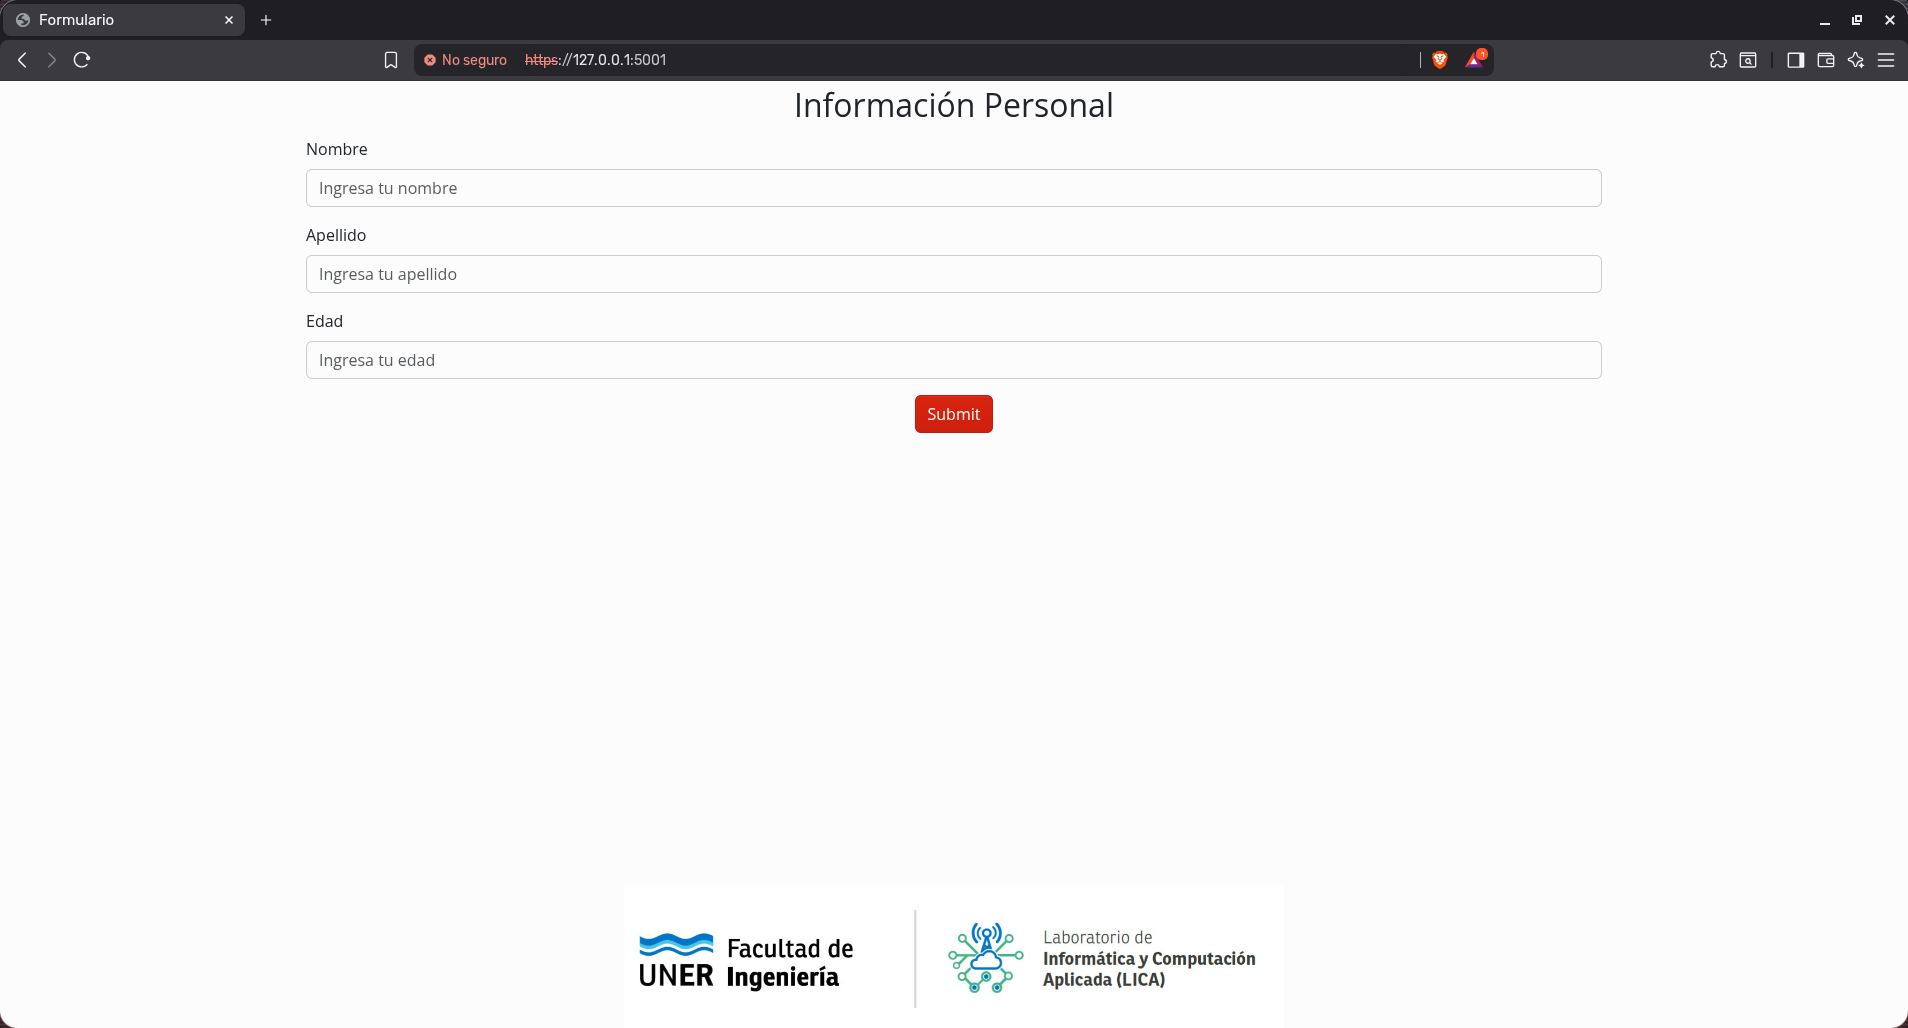 Formulario
No seguro https://127.0.0.1:5001
1
Información Personal
Nombre
Ingresa tu nombre
Apellido
Ingresa tu apellido
Edad
Ingresa tu edad
Submit
UNER
Facultad de
Ingeniería
Laboratorio de
Informática y Computación
Aplicada (LICA)